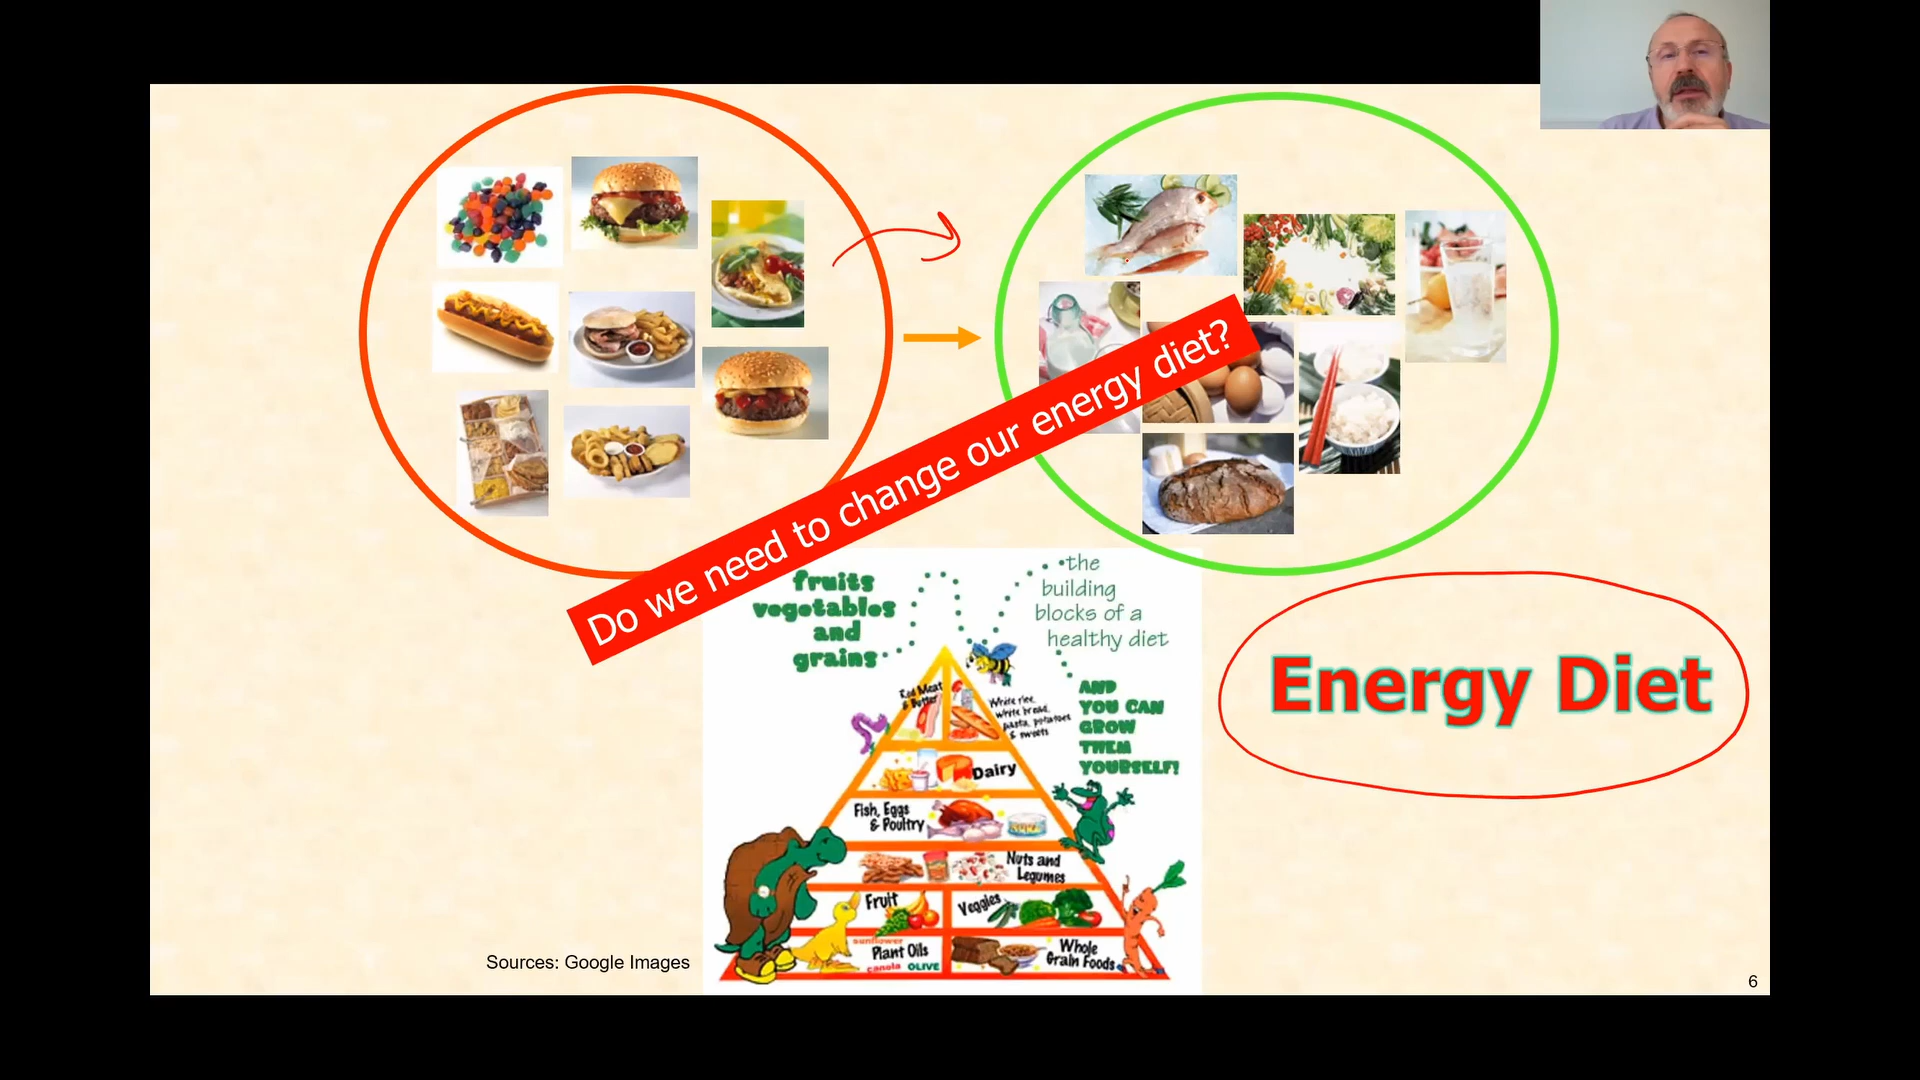 Do we need to change our energy diet?
fruits
vegetables
and
grains
the
building
blocks of a
healthy diet
AND
YOU CAN
GROW
THEM
YOURSELF!
Red Meat
& Butter
White rice,
white bread,
pasta, potatoes
& sweets
Dairy
Fish, Eggs
& Poultry
Nuts and
Legumes
Fruit
Veggies
sunflower
Plant Oils
canola OLIVE
Whole
Grain Foods
Energy Diet
Sources: Google Images
6